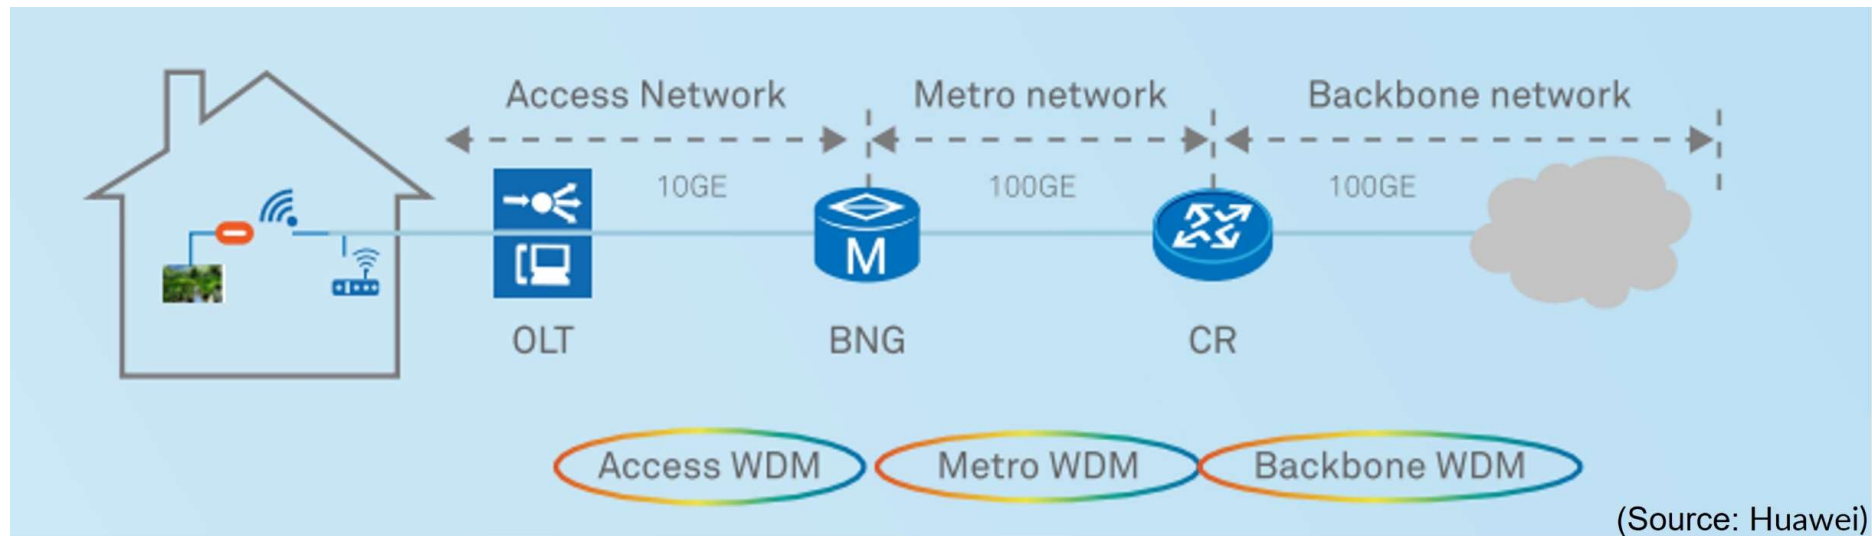 Access Network
Metro network
Backbone network
10GE
100GE
100GE
M
OLT
BNG
CR
Access WDM
Metro WDM
Backbone WDM
(Source: Huawei)